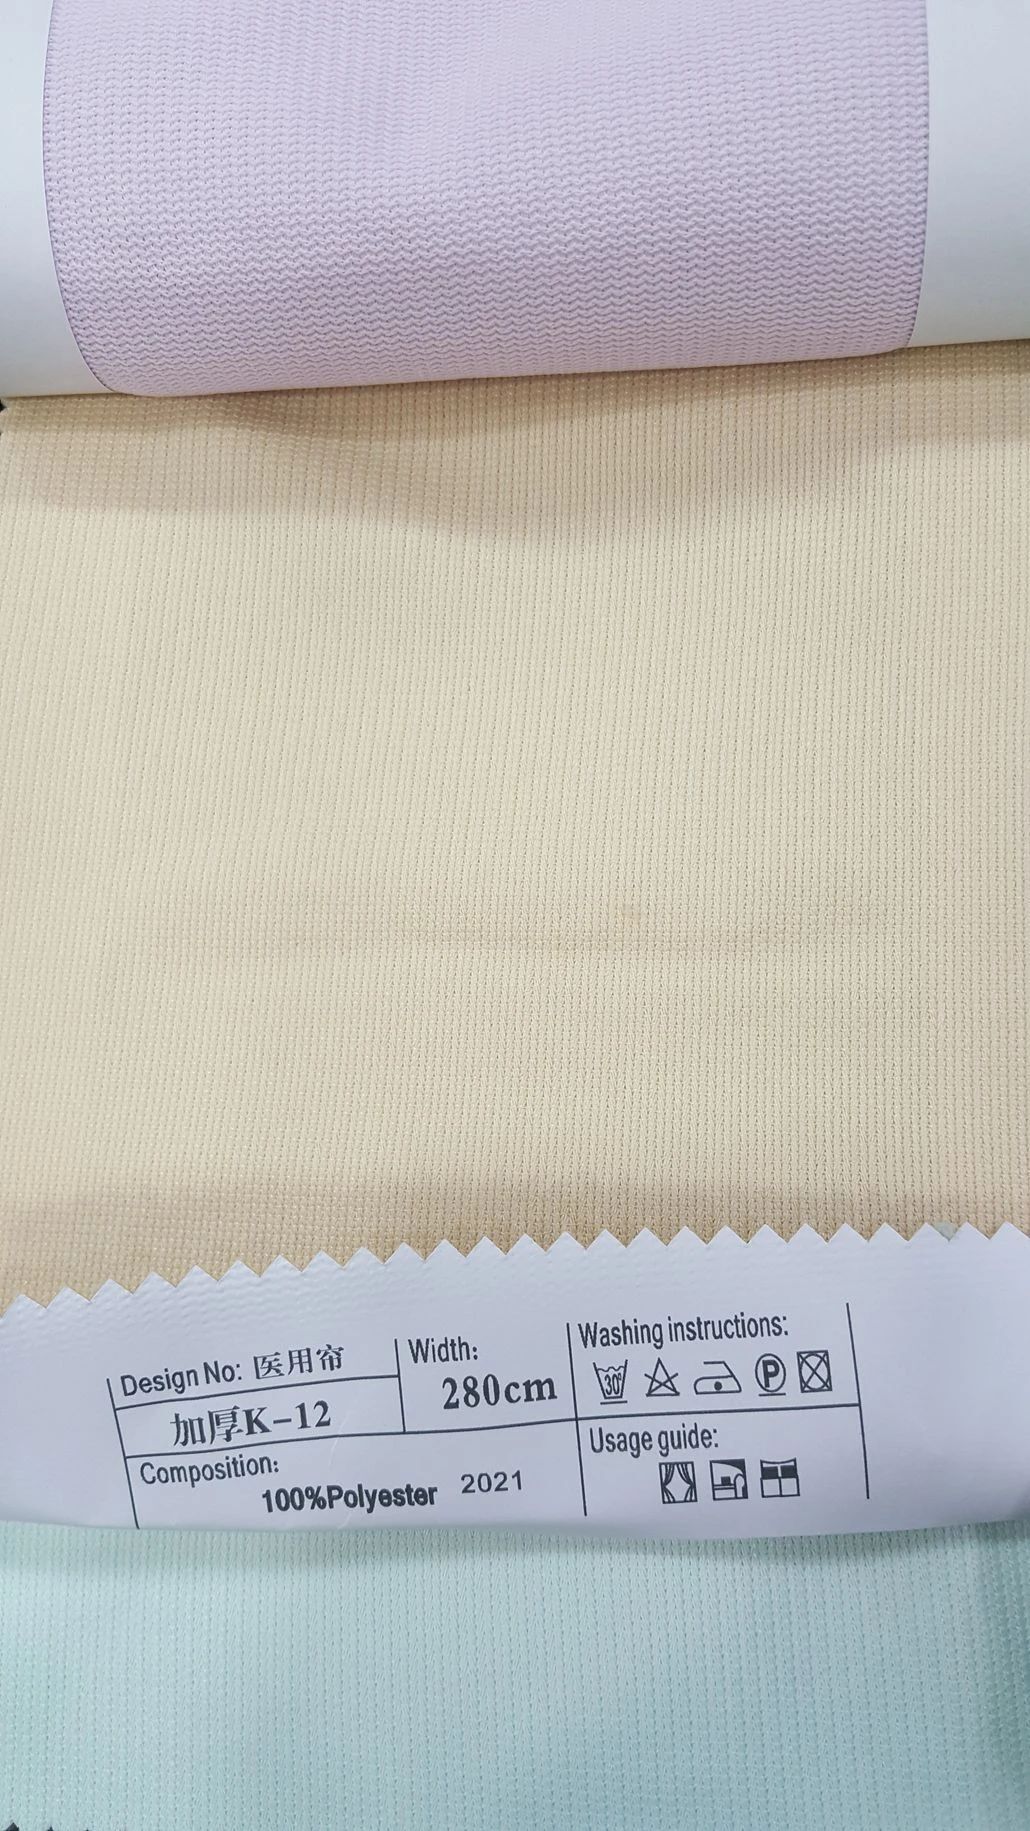 Design No: 医用帘
加厚K-12
Width:
280cm
Composition:
100%Polyester 2021
Washing instructions:
30°
P
Usage guide: